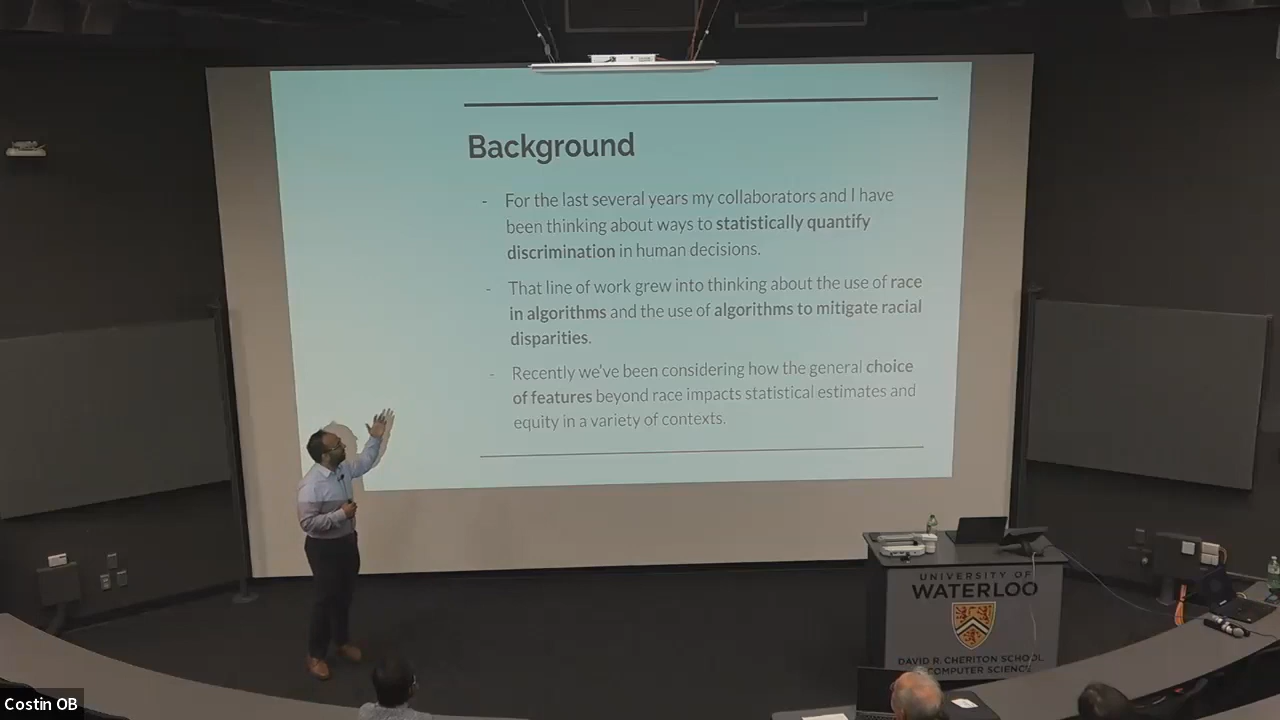 Background
- For the last several years my collaborators and I have
been thinking about ways to statistically quantify
discrimination in human decisions.
- That line of work grew into thinking about the use of race
in algorithms and the use of algorithms to mitigate racial
disparities.
- Recently we've been considering how the general choice
of features beyond race impacts statistical estimates and
equity in a variety of contexts.
UNIVERSITY OF
WATERLOO
DAVID R. CHERITON SCHOOL
COMPUTER SCIENCE
Costin OB